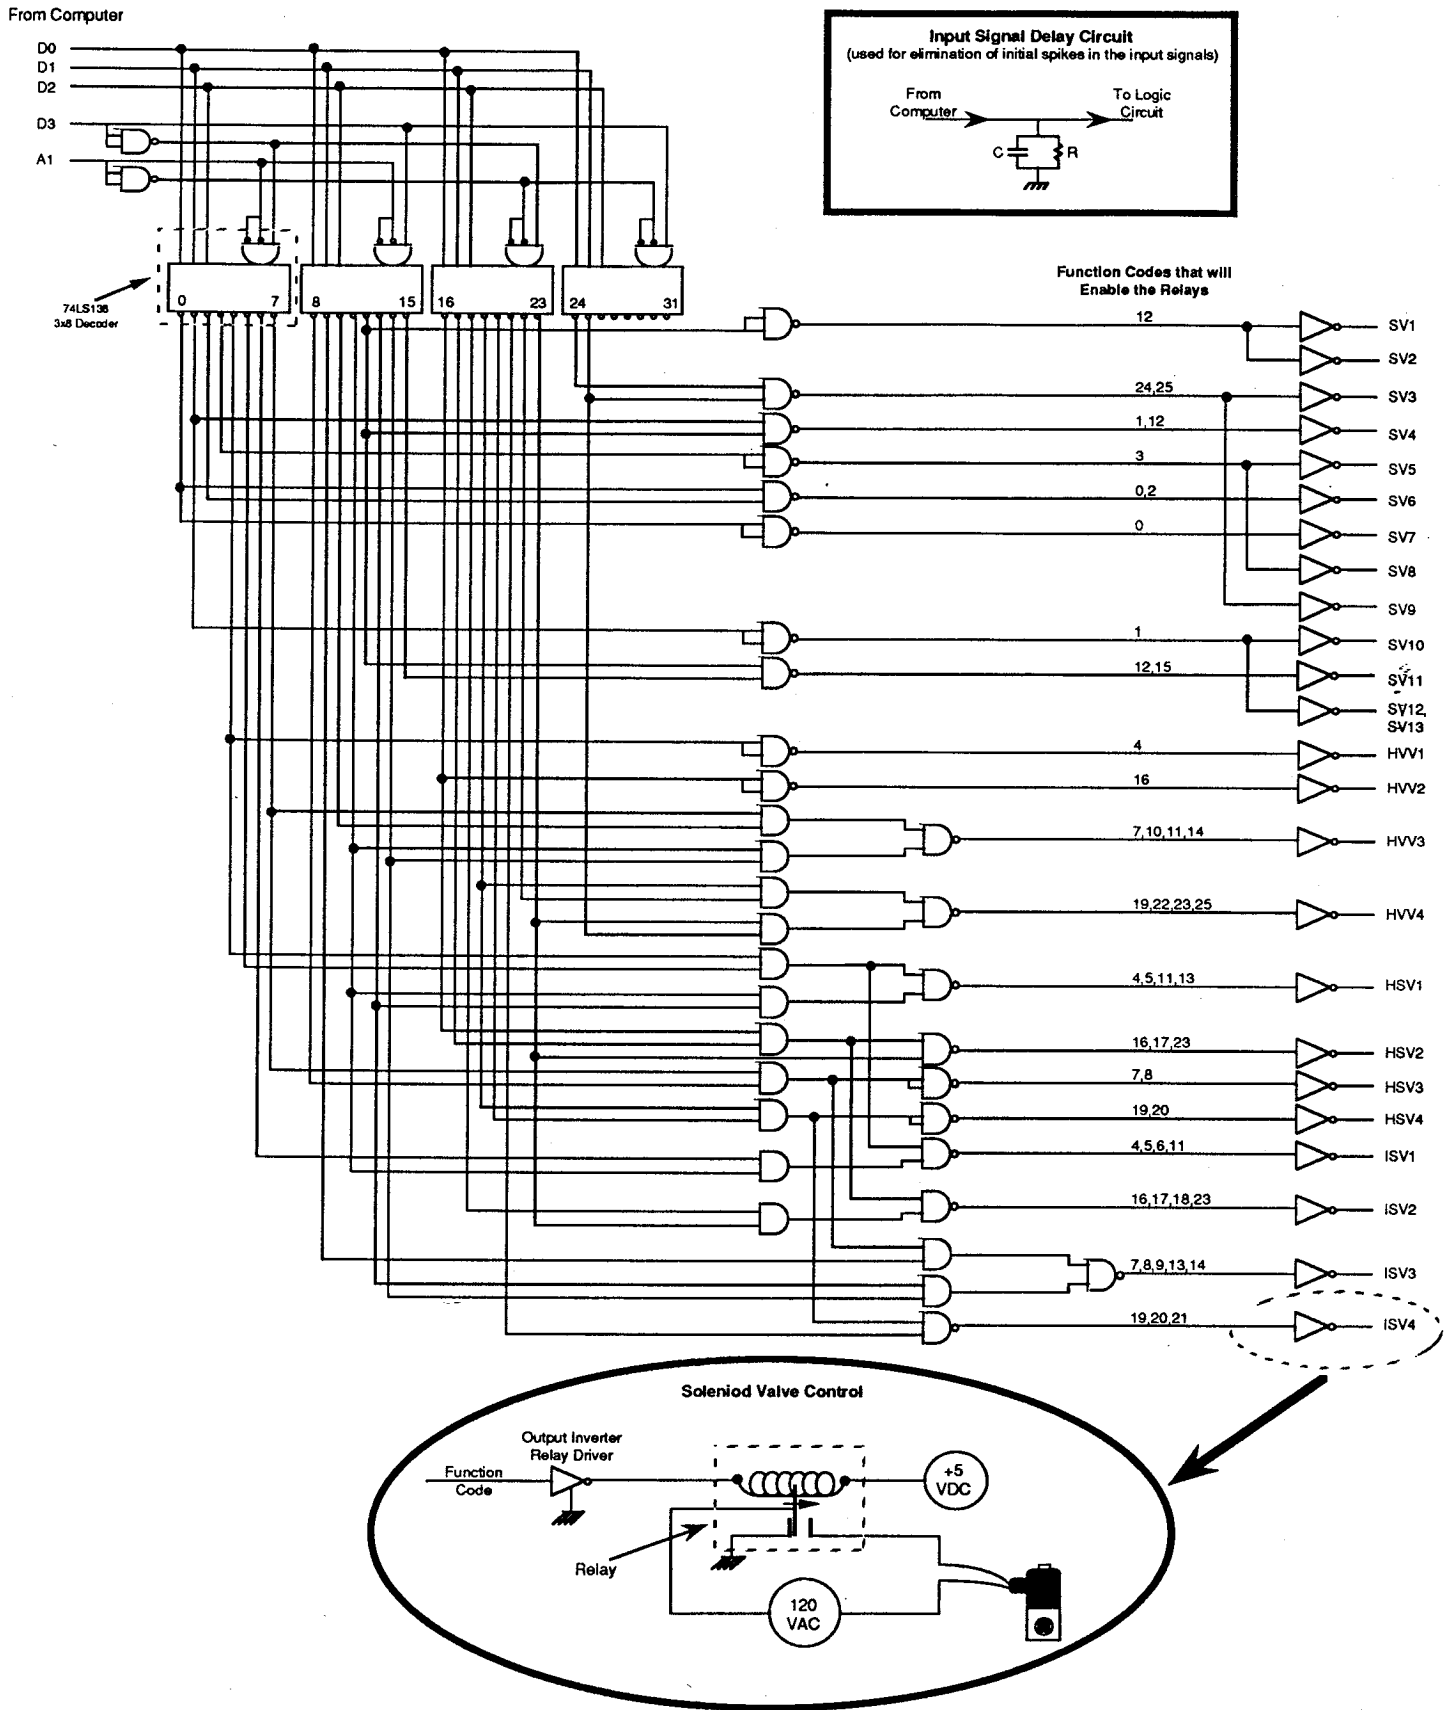 From Computer
D0
D1
D2
D3
A1
Input Signal Delay Circuit
(used for elimination of initial spikes in the input signals)
From
Computer
To Logic
Circuit
C
R
74LS138
3x8 Decoder
0 7
8 15
16 23
24 31
Function Codes that will
Enable the Relays
12
SV1
SV2
24,25
SV3
1,12
SV4
3
SV5
0,2
SV6
0
SV7
SV8
SV9
1
SV10
12,15
SV11
SV12,
SV13
4
HVV1
16
HVV2
7,10,11,14
HVV3
19,22,23,25
HVV4
4,5,11,13
HSV1
16,17,23
HSV2
7,8
HSV3
19,20
HSV4
4,5,6,11
ISV1
16,17,18,23
ISV2
7,8,9,13,14
ISV3
19,20,21
ISV4
Soleniod Valve Control
Output Inverter
Relay Driver
Function
Code
+5
VDC
Relay
120
VAC